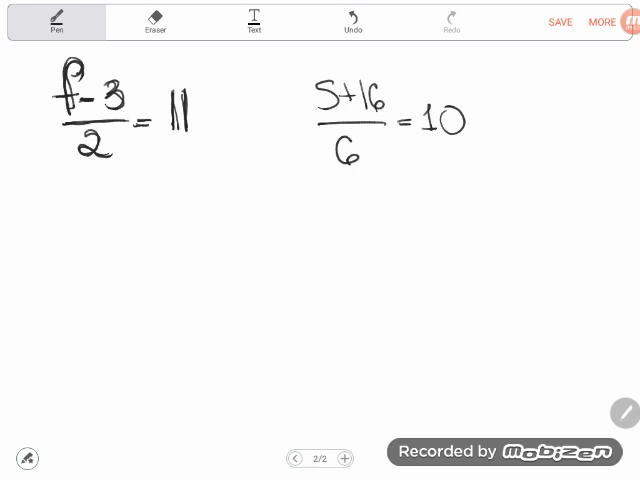 Pen Eraser Text Undo Redo SAVE MORE
f-3/2 = 11
S+16/6 = 10
2/2
Recorded by mobizen